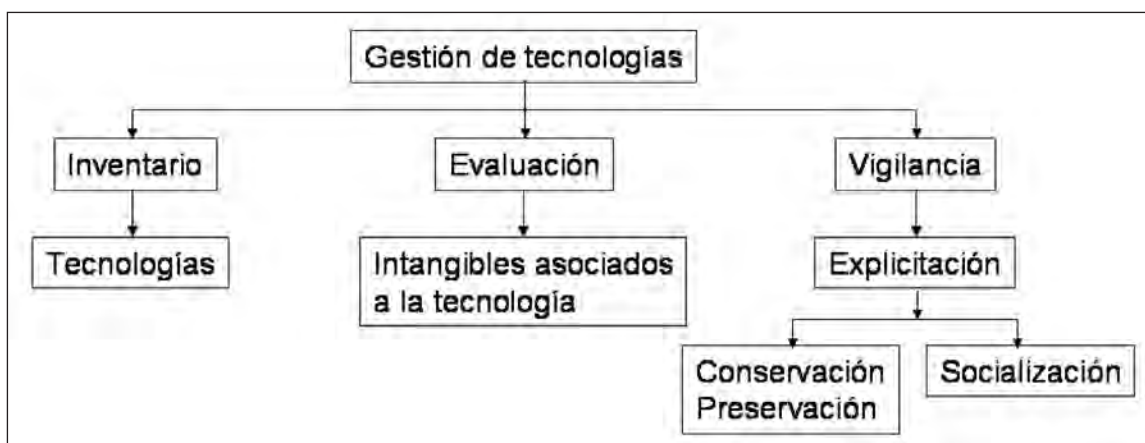 Gestión de tecnologías
Inventario
Evaluación
Vigilancia
Tecnologías
Intangibles asociados
a la tecnología
Explicitación
Conservación
Preservación
Socialización